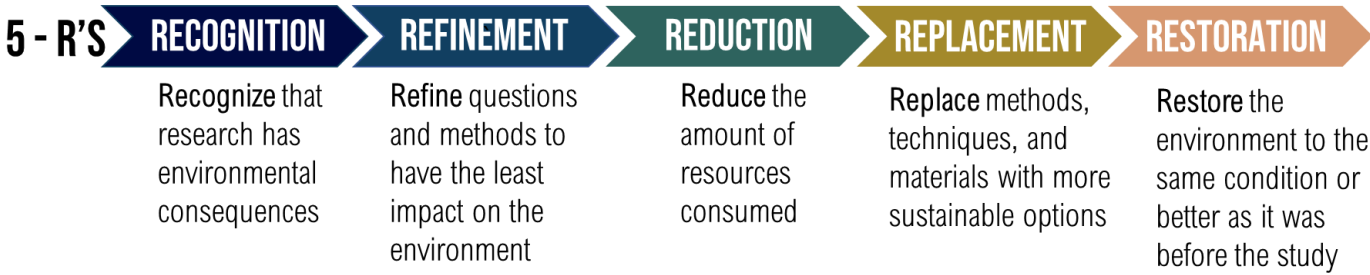 5 - R'S RECOGNITION REFINEMENT REDUCTION REPLACEMENT RESTORATION
Recognize that
research has
environmental
consequences
Refine questions
and methods to
have the least
impact on the
environment
Reduce the
amount of
resources
consumed
Replace methods,
techniques, and
materials with more
sustainable options
Restore the
environment to the
same condition or
better as it was
before the study